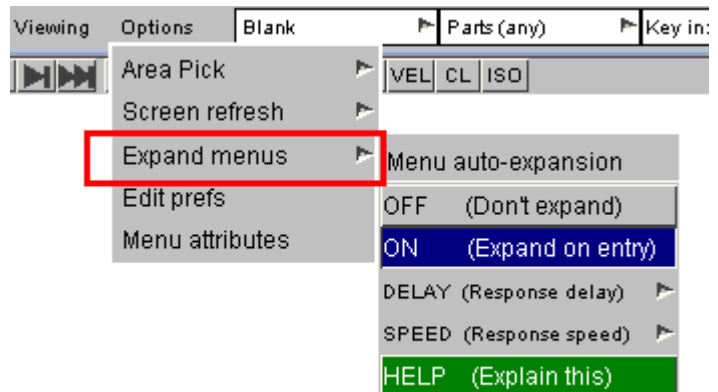 Viewing Options Blank Parts (any) Key in:
Area Pick VEL CL ISO
Screen refresh
Expand menus Menu auto-expansion
Edit prefs OFF (Don't expand)
Menu attributes ON (Expand on entry)
DELAY (Response delay)
SPEED (Response speed)
HELP (Explain this)